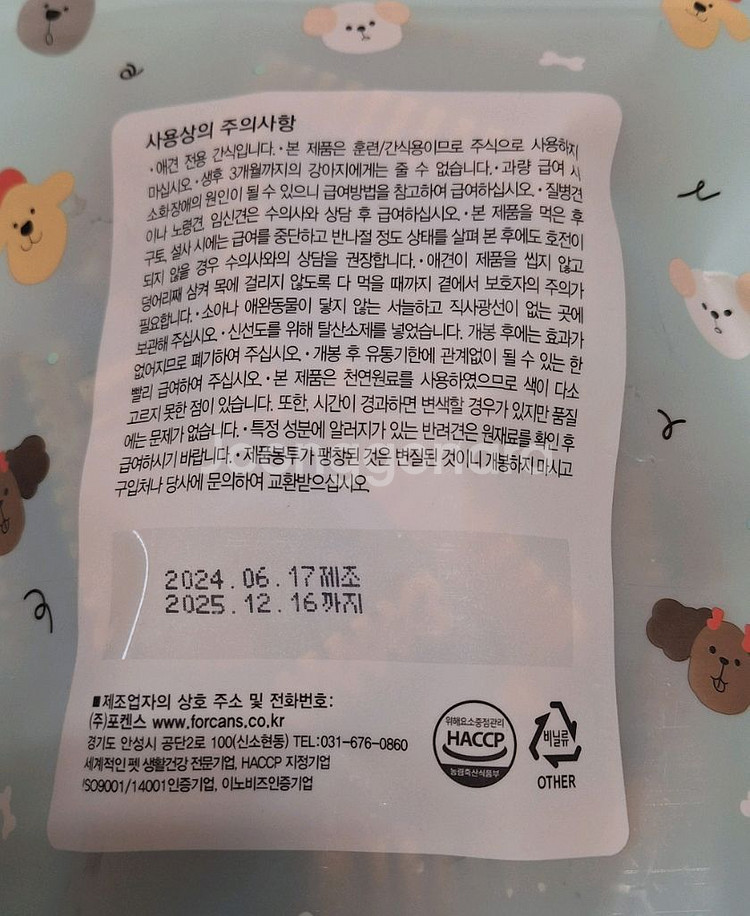 사용상의 주의사항
· 애견 전용 간식입니다. · 본 제품은 훈련/간식용이므로 주식으로 사용하지
마십시오 · 생후 3개월까지의 강아지에게는 줄 수 없습니다. · 과량 급여 시
소화장애의 원인이 될 수 있으니 급여방법을 참고하여 급여하십시오. · 질병견
이나 노령견, 임신견은 수의사와 상담 후 급여하십시오. · 본 제품을 먹은 후
구토, 설사 시에는 급여를 중단하고 반나절 정도 상태를 살펴 본 후에도 호전이
되지 않을 경우 수의사와의 상담을 권장합니다. · 애견이 제품을 씹지 않고
덩어리째 삼켜 목에 걸리지 않도록 다 먹을 때까지 곁에서 보호자의 주의가
필요합니다. · 소아나 애완동물이 닿지 않는 서늘하고 직사광선이 없는 곳에
보관해 주십시오. · 신선도를 위해 탈산소제를 넣었습니다. 개봉 후에는 효과가
없어지므로 폐기하여 주십시오. · 개봉 후 유통기한에 관계없이 될 수 있는 한
빨리 급여하여 주십시오. · 본 제품은 천연원료를 사용하였으므로 색이 다소
고르지 못한 점이 있습니다. 또한, 시간이 경과하면 변색할 경우가 있지만 품질
에는 문제가 없습니다. · 특정 성분에 알러지가 있는 반려견은 원재료를 확인 후
급여하시기 바랍니다. · 제품봉투가 팽창된 것은 변질된 것이니 개봉하지 마시고
구입처나 당사에 문의하여 교환받으십시오
2024.06.17제조
2025.12.16까지
■제조업자의 상호 주소 및 전화번호:
(주)포켄스 www.forcans.co.kr
경기도 안성시 공단2로 100(신소현동) TEL:031-676-0860
세계적인 펫 생활건강 전문기업, HACCP 지정기업
ISO9001/14001인증기업, 이노비즈인증기업
위해요소중점관리
HACCP
농림축산식품부
비닐류
OTHER